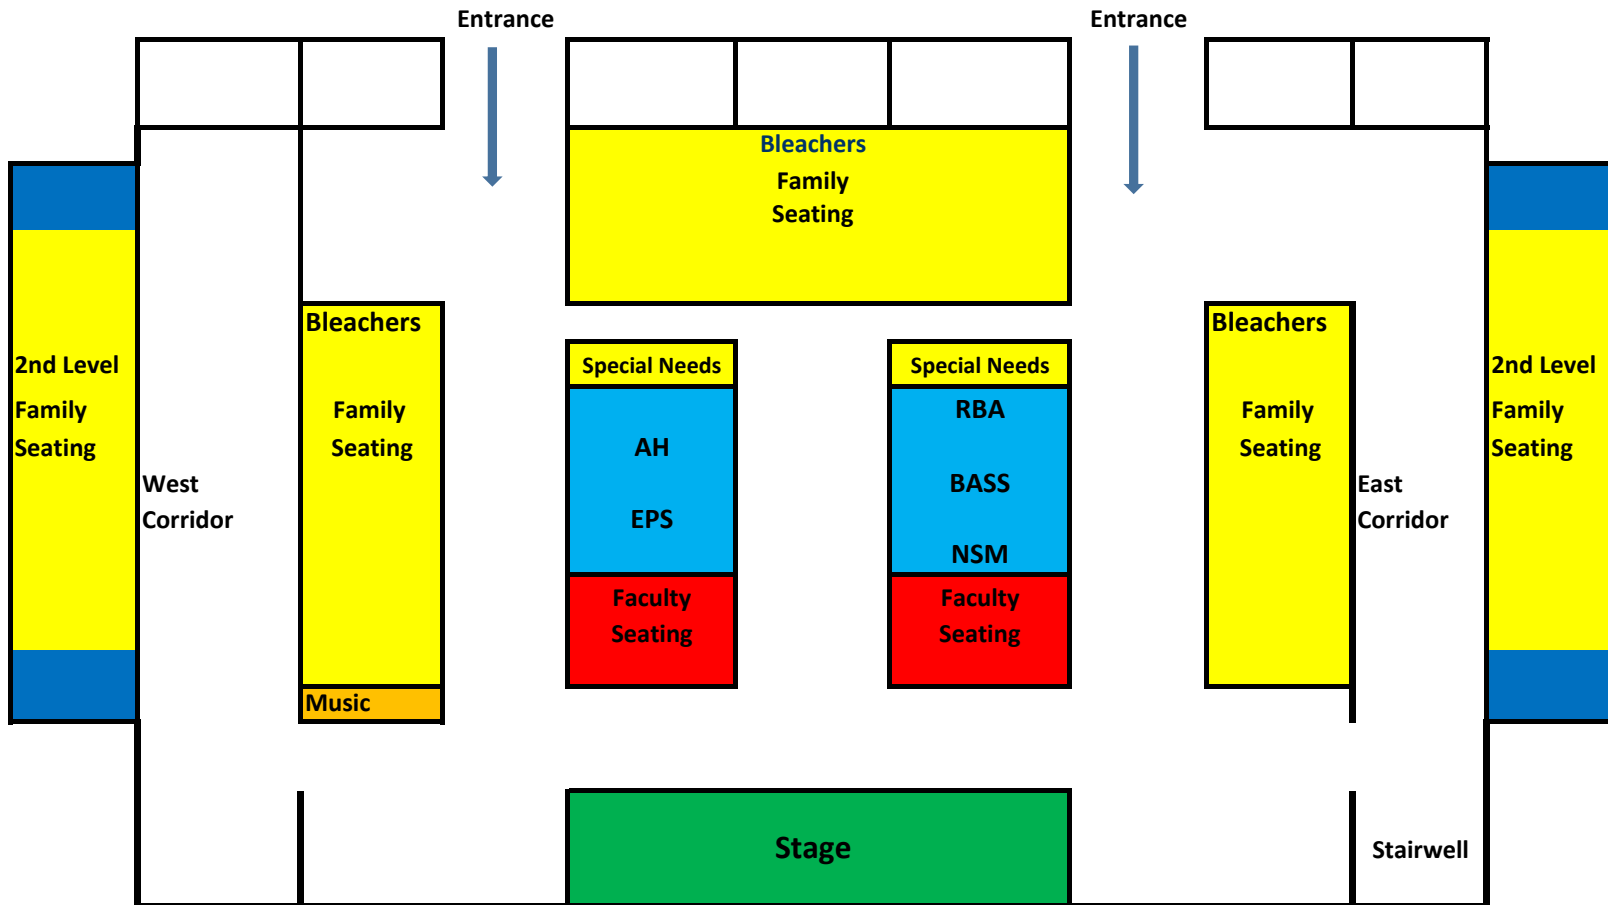 Entrance
Entrance
Bleachers
Family
Seating
Bleachers
Bleachers
2nd Level
Family
Seating
Family
Seating
Special Needs
AH
EPS
Faculty
Seating
Special Needs
RBA
BASS
NSM
Faculty
Seating
Family
Seating
2nd Level
Family
Seating
West
Corridor
East
Corridor
Music
Stage
Stairwell